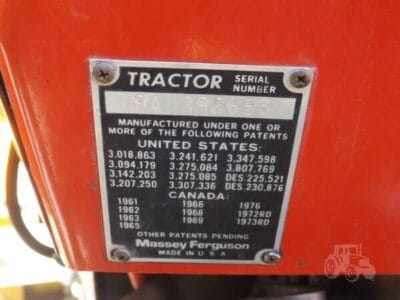 TRACTOR SERIAL NUMBER
9A 292653
MANUFACTURED UNDER ONE OR
MORE OF THE FOLLOWING PATENTS
UNITED STATES:
3,018,863 3,241,621 3,347,598
3,094,179 3,275,084 3,807,769
3,142,203 3,275,085 DES.225,521
3,207,250 3,307,336 DES.230,876
CANADA:
1961 1966 1976
1962 1968 1972RD
1963 1969 1973RD
1965
OTHER PATENTS PENDING
Massey Ferguson
MADE IN U S A